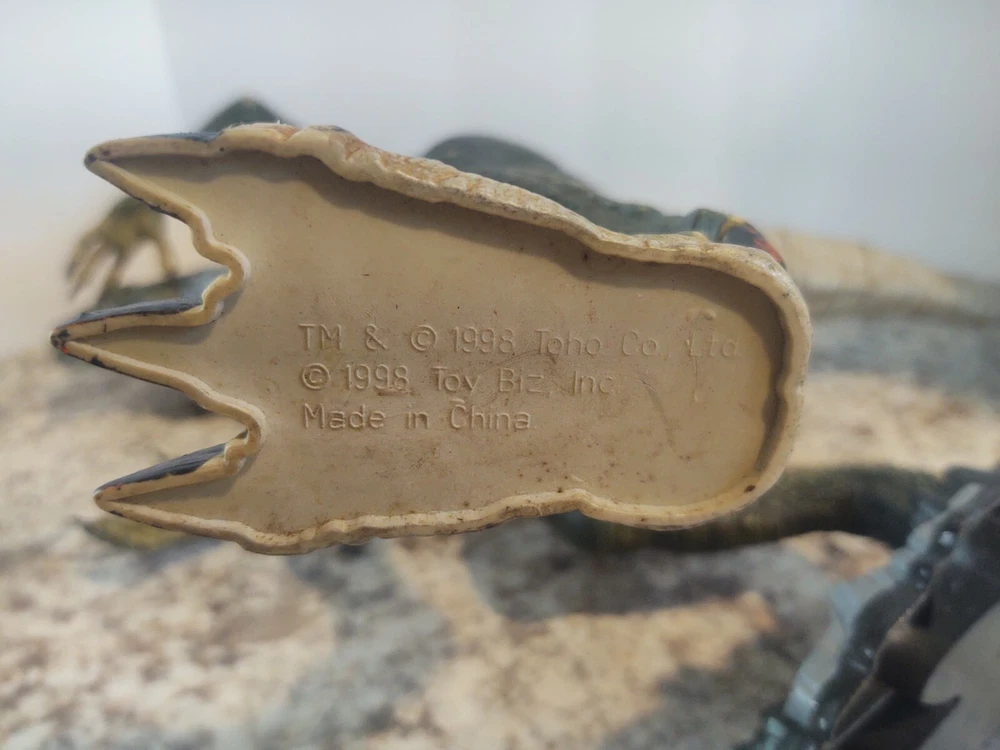 TM & © 1998 Toho Co., Ltd.
© 1998 Toy Biz, Inc.
Made in China